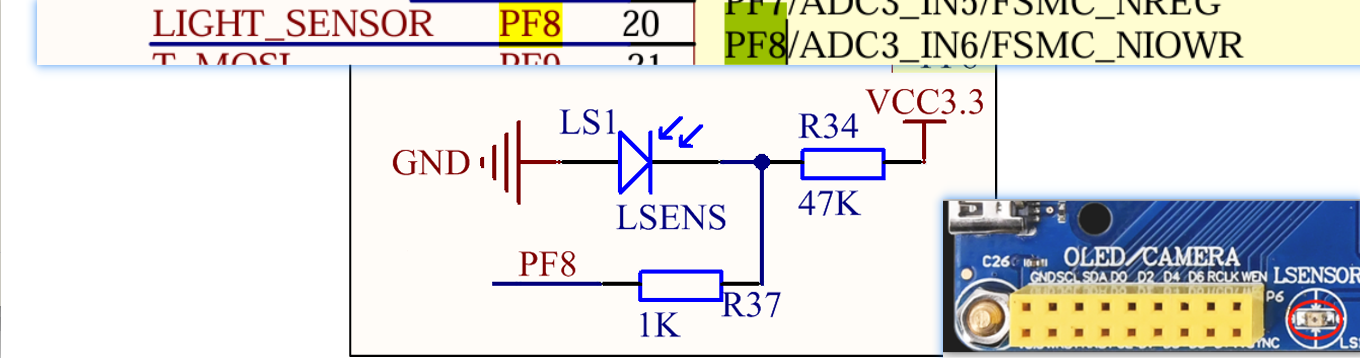 PF7/ADC3_IN5/FSMC_NREG
LIGHT_SENSOR PF8 20
PF8/ADC3_IN6/FSMC_NIOWR
T_MOSI PF9 21
VCC3.3
LS1
R34
GND
47K
LSENS
PF8
R37
1K
OLED/CAMERA
C26
GND SCL SDA D0 D2 D4 D6 RCLK WEN
LSENSOR
P6